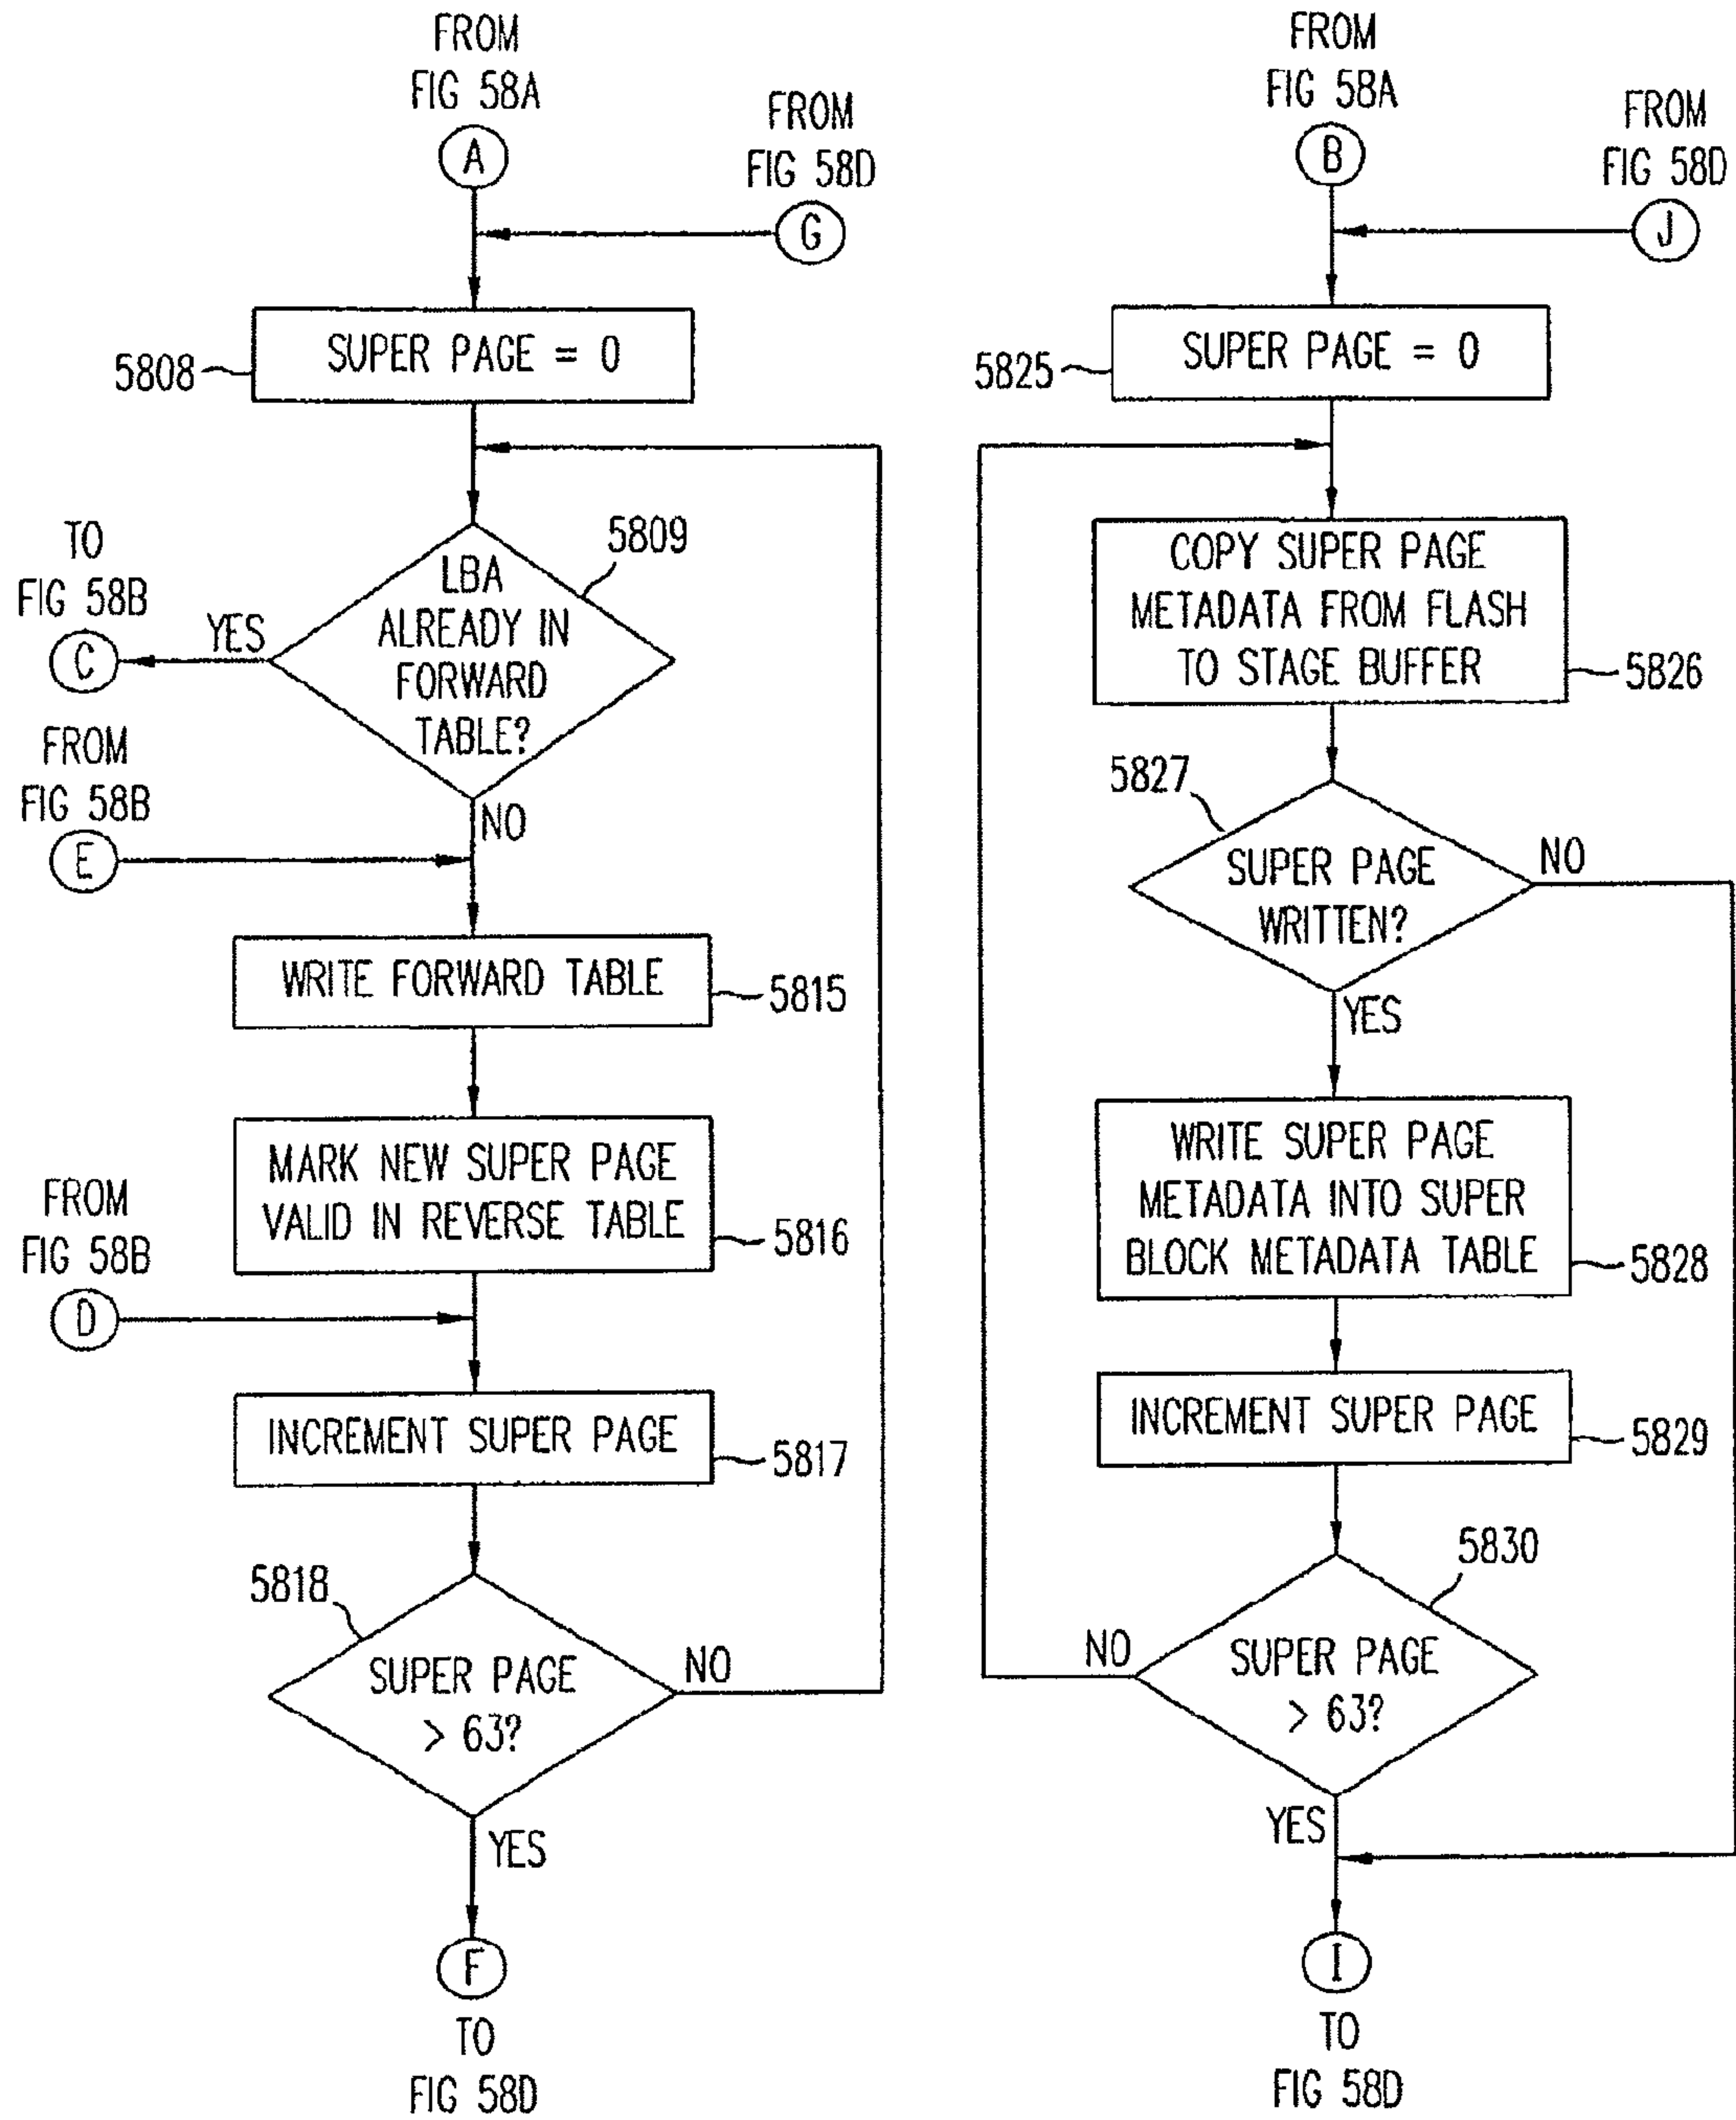 FROM
FIG 58A
A
FROM
FIG 58D
G
SUPER PAGE = 0
5808
LBA
ALREADY IN
FORWARD
TABLE?
5809
YES
TO
FIG 58B
C
NO
FROM
FIG 58B
E
WRITE FORWARD TABLE
5815
MARK NEW SUPER PAGE
VALID IN REVERSE TABLE
5816
FROM
FIG 58B
D
INCREMENT SUPER PAGE
5817
5818
SUPER PAGE
> 63?
NO
YES
F
TO
FIG 58D
FROM
FIG 58A
B
FROM
FIG 58D
J
SUPER PAGE = 0
5825
COPY SUPER PAGE
METADATA FROM FLASH
TO STAGE BUFFER
5826
5827
SUPER PAGE
WRITTEN?
NO
YES
WRITE SUPER PAGE
METADATA INTO SUPER
BLOCK METADATA TABLE
5828
INCREMENT SUPER PAGE
5829
5830
SUPER PAGE
> 63?
NO
YES
I
TO
FIG 58D